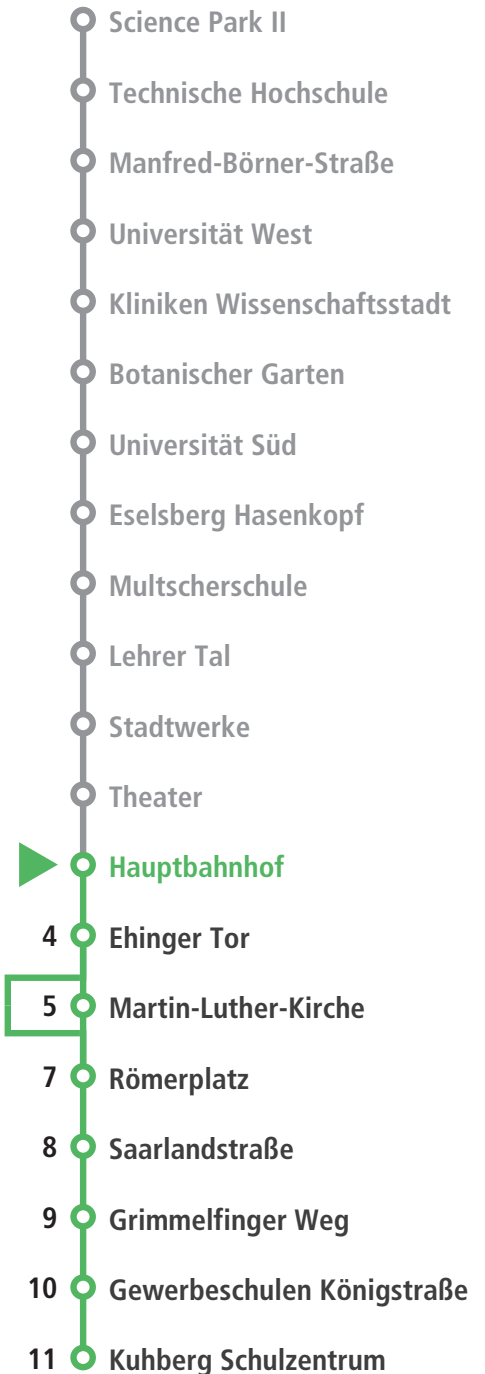 Science Park II
Technische Hochschule
Manfred-Börner-Straße
Universität West
Kliniken Wissenschaftsstadt
Botanischer Garten
Universität Süd
Eselsberg Hasenkopf
Multscherschule
Lehrer Tal
Stadtwerke
Theater
Hauptbahnhof
4 Ehinger Tor
5 Martin-Luther-Kirche
7 Römerplatz
8 Saarlandstraße
9 Grimmelfinger Weg
10 Gewerbeschulen Königstraße
11 Kuhberg Schulzentrum